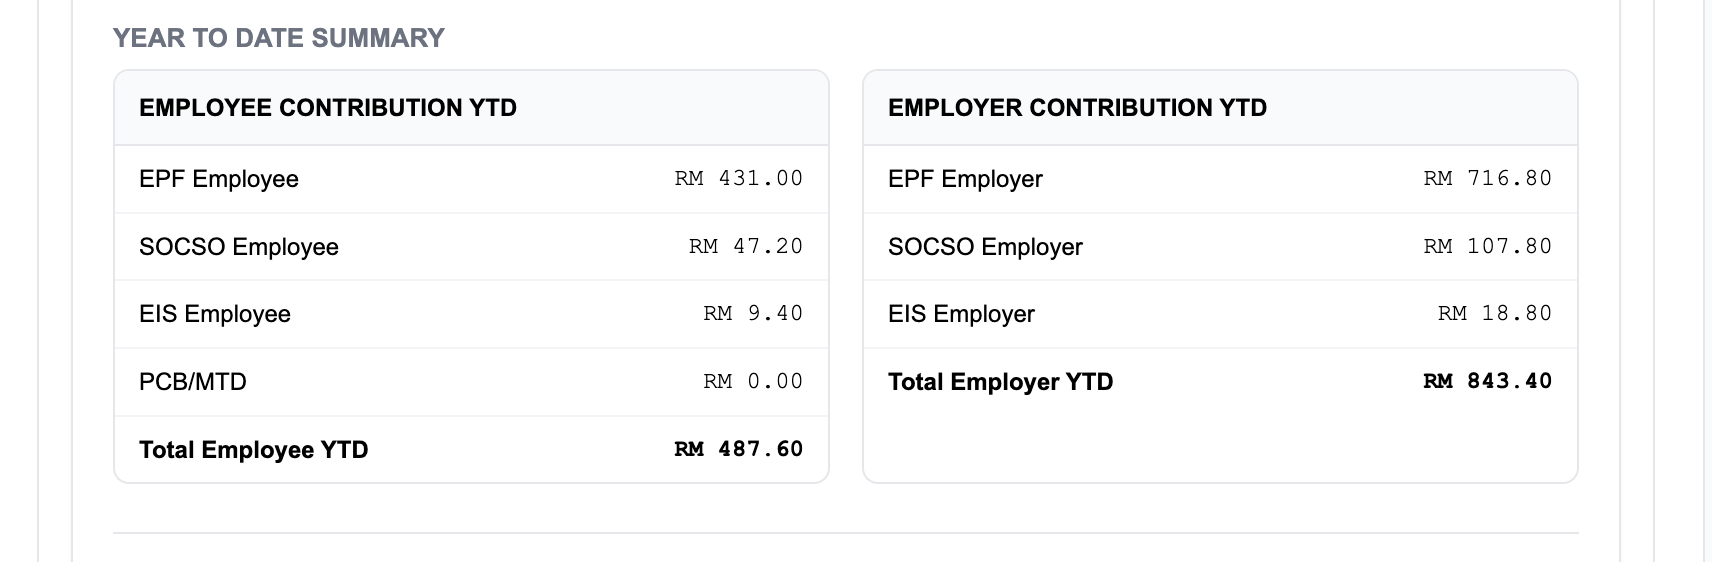 YEAR TO DATE SUMMARY
EMPLOYEE CONTRIBUTION YTD
EPF Employee RM 431.00
SOCSO Employee RM 47.20
EIS Employee RM 9.40
PCB/MTD RM 0.00
Total Employee YTD RM 487.60
EMPLOYER CONTRIBUTION YTD
EPF Employer RM 716.80
SOCSO Employer RM 107.80
EIS Employer RM 18.80
Total Employer YTD RM 843.40